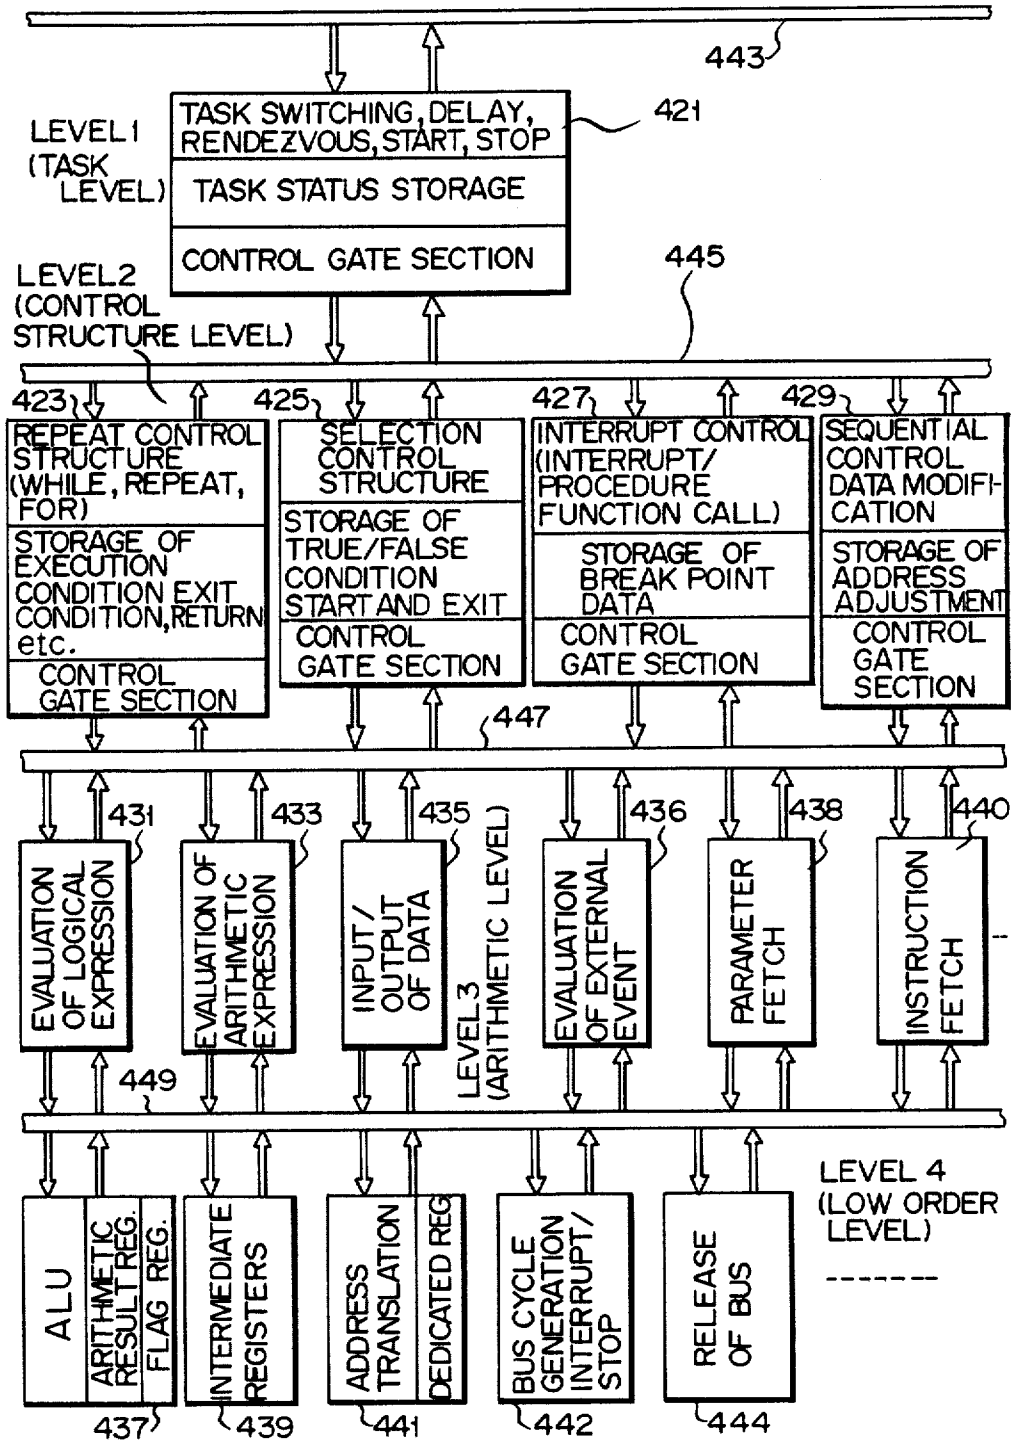 443
TASK SWITCHING, DELAY,
RENDEZVOUS, START, STOP
421
LEVEL 1
(TASK
LEVEL)
TASK STATUS STORAGE
CONTROL GATE SECTION
LEVEL 2
(CONTROL
STRUCTURE LEVEL)
445
423
REPEAT CONTROL
STRUCTURE
(WHILE, REPEAT,
FOR)
STORAGE OF
EXECUTION
CONDITION EXIT
CONDITION, RETURN
etc.
CONTROL
GATE SECTION
425
SELECTION
CONTROL
STRUCTURE
STORAGE OF
TRUE/FALSE
CONDITION
START AND EXIT
CONTROL
GATE SECTION
427
INTERRUPT CONTROL
(INTERRUPT/
PROCEDURE
FUNCTION CALL)
STORAGE OF
BREAK POINT
DATA
CONTROL
GATE SECTION
429
SEQUENTIAL
CONTROL
DATA MODIFI-
CATION
STORAGE OF
ADDRESS
ADJUSTMENT
CONTROL
GATE
SECTION
447
431
EVALUATION
OF LOGICAL
EXPRESSION
433
EVALUATION OF
ARITHMETIC
EXPRESSION
435
INPUT/
OUTPUT
OF DATA
LEVEL 3
(ARITHMETIC LEVEL)
436
EVALUATION
OF EXTERNAL
EVENT
438
PARAMETER
FETCH
440
INSTRUCTION
FETCH
449
ALU
ARITHMETIC
RESULT REG.
FLAG REG.
437
INTERMEDIATE
REGISTERS
439
ADDRESS
TRANSLATION
DEDICATED REG
441
BUS CYCLE
GENERATION
INTERRUPT/
STOP
442
RELEASE
OF BUS
444
LEVEL 4
(LOW ORDER
LEVEL)